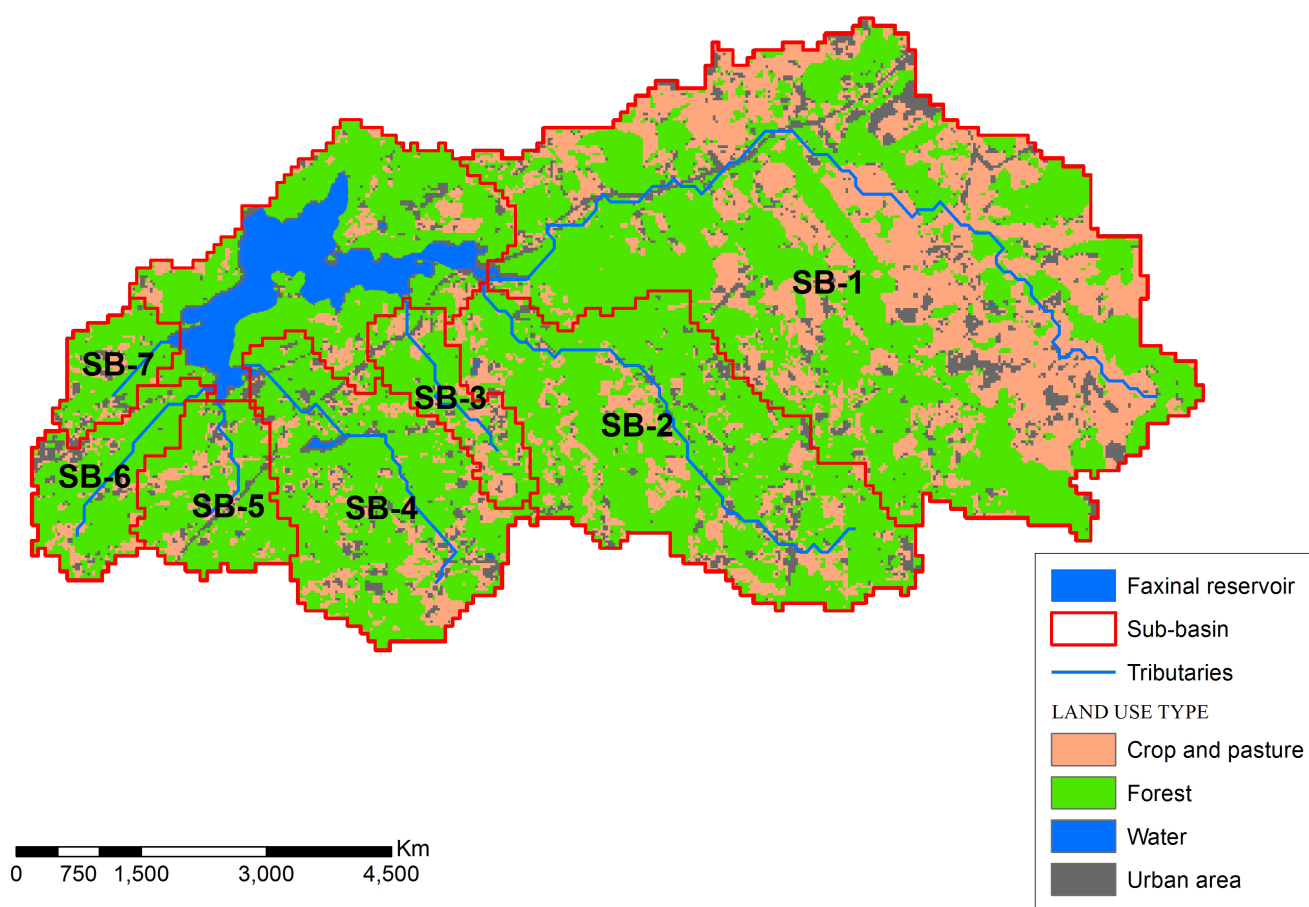 SB-1
SB-7
SB-3
SB-2
SB-6
SB-5
SB-4
Faxinal reservoir
Sub-basin
Tributaries
LAND USE TYPE
Crop and pasture
Forest
Water
Urban area
Km
0 750 1,500 3,000 4,500